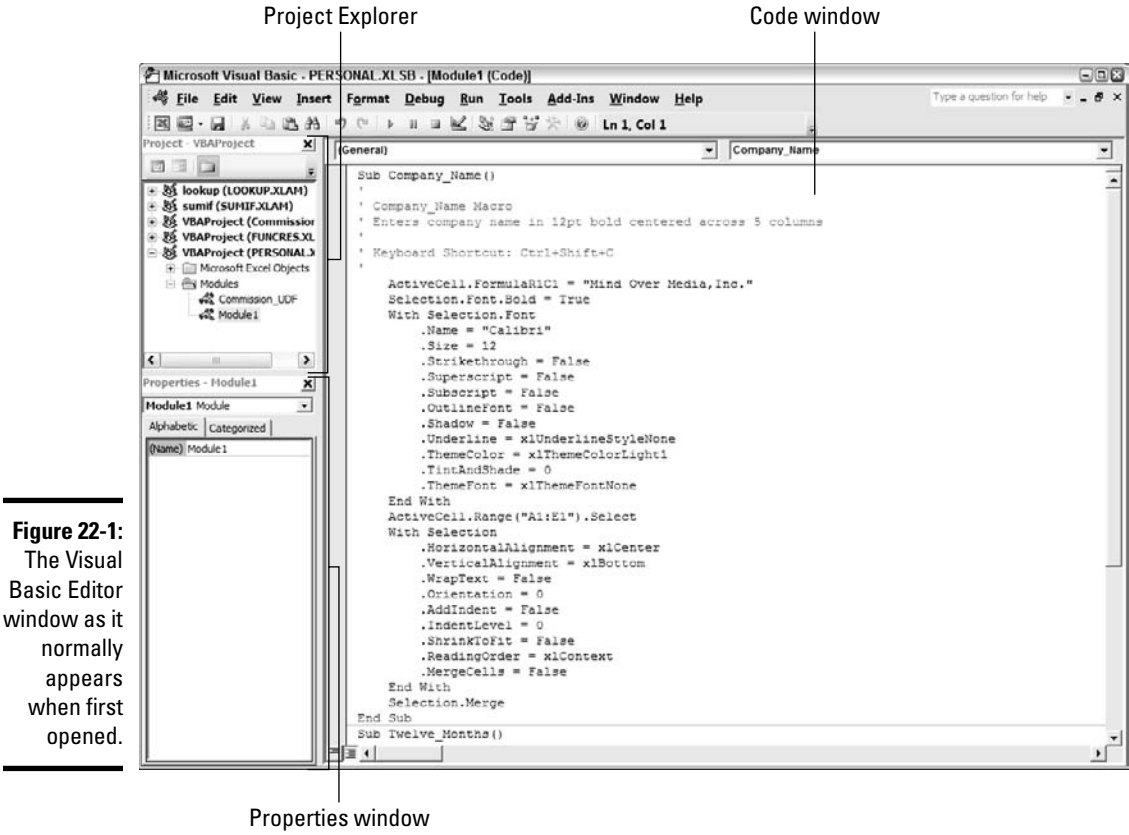 Project Explorer
Code window
Microsoft Visual Basic - PERSONAL.XLSB - [Module1 (Code)]
File Edit View Insert Format Debug Run Tools Add-Ins Window Help
Type a question for help
Ln 1, Col 1
Project - VBAProject
(General)
Company_Name
lookup (LOOKUP.XLAM)
sumif (SUMIF.XLAM)
VBAProject (Commission
VBAProject (FUNCRES.XL
VBAProject (PERSONAL.X
Microsoft Excel Objects
Modules
Commission_UDF
Module1
Properties - Module1
Module1 Module
Alphabetic Categorized
(Name) Module1
Sub Company_Name()
'
' Company_Name Macro
' Enters company name in 12pt bold centered across 5 columns
'
' Keyboard Shortcut: Ctrl+Shift+C
'
ActiveCell.FormulaR1C1 = "Mind Over Media,Inc."
Selection.Font.Bold = True
With Selection.Font
.Name = "Calibri"
.Size = 12
.Strikethrough = False
.Superscript = False
.Subscript = False
.OutlineFont = False
.Shadow = False
.Underline = xlUnderlineStyleNone
.ThemeColor = xlThemeColorLight1
.TintAndShade = 0
.ThemeFont = xlThemeFontNone
End With
ActiveCell.Range("A1:E1").Select
With Selection
.HorizontalAlignment = xlCenter
.VerticalAlignment = xlBottom
.WrapText = False
.Orientation = 0
.AddIndent = False
.IndentLevel = 0
.ShrinkToFit = False
.ReadingOrder = xlContext
.MergeCells = False
End With
Selection.Merge
End Sub
Sub Twelve_Months()
Figure 22-1:
The Visual
Basic Editor
window as it
normally
appears
when first
opened.
Properties window